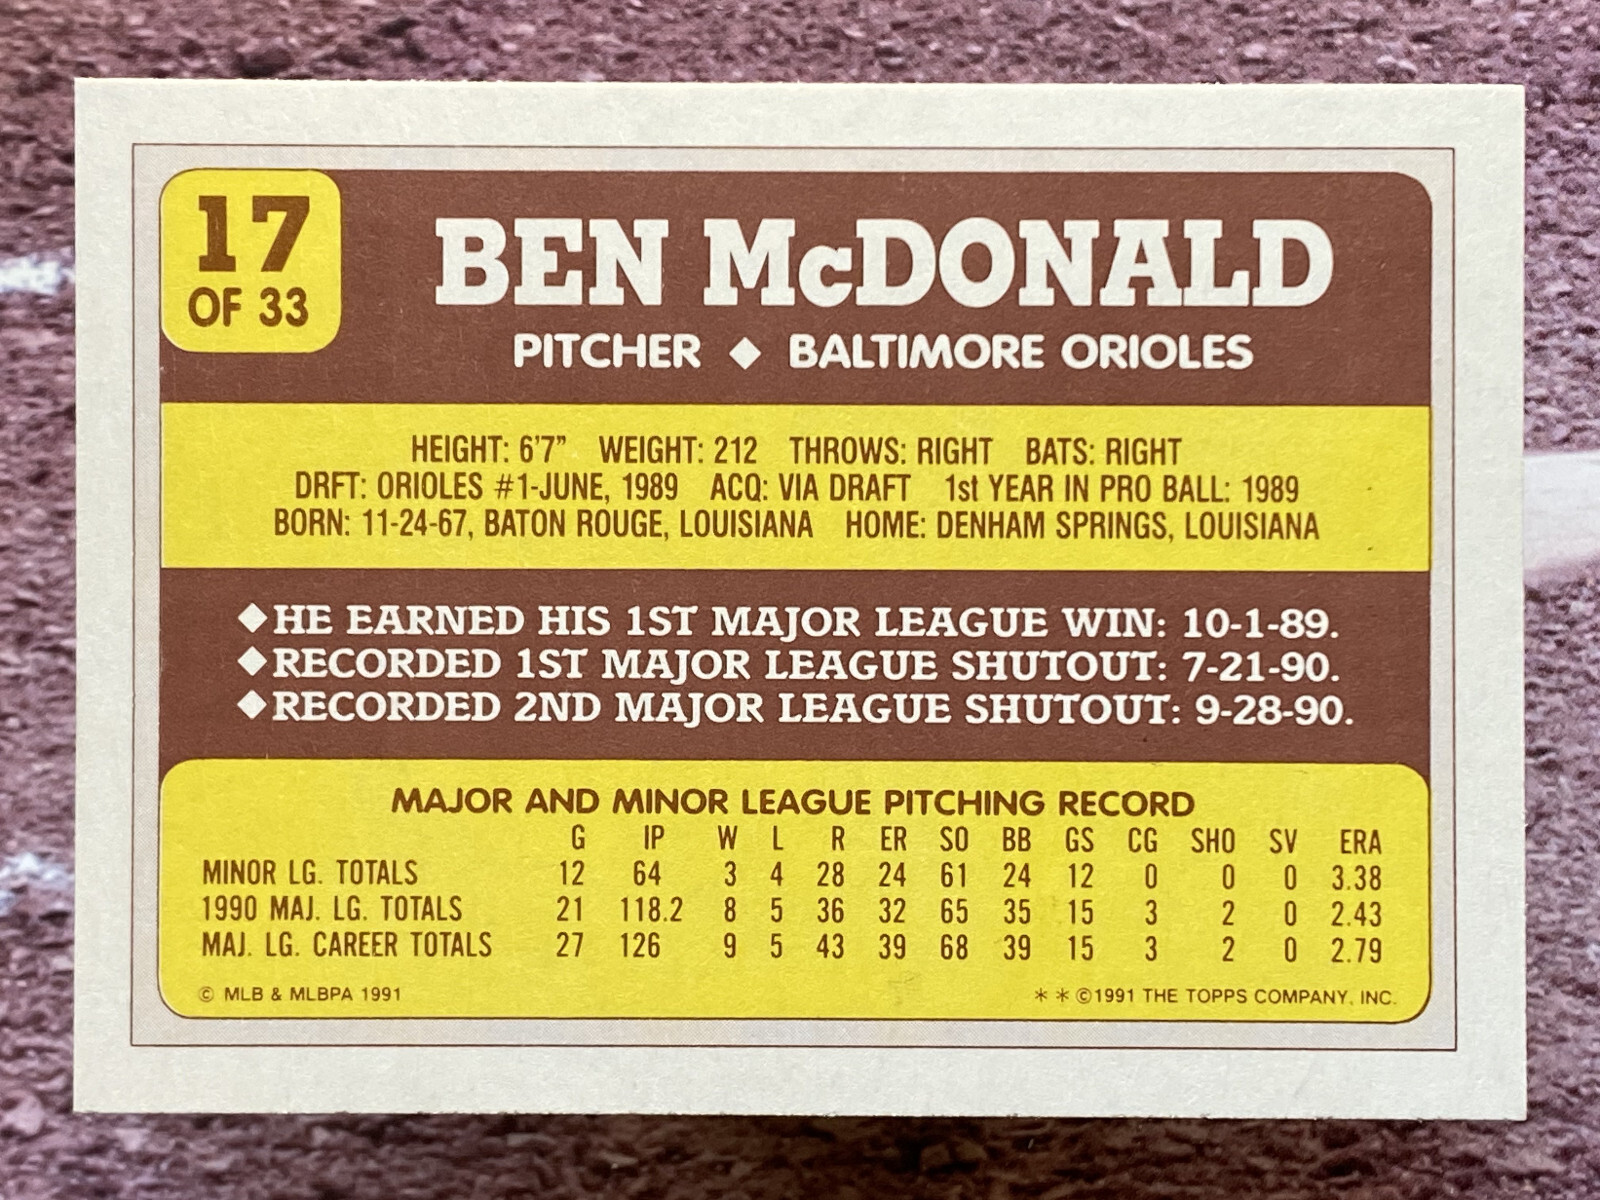 17
OF 33
BEN McDONALD
PITCHER ◆ BALTIMORE ORIOLES
HEIGHT: 6'7" WEIGHT: 212 THROWS: RIGHT BATS: RIGHT
DRFT: ORIOLES #1-JUNE, 1989 ACQ: VIA DRAFT 1st YEAR IN PRO BALL: 1989
BORN: 11-24-67, BATON ROUGE, LOUISIANA HOME: DENHAM SPRINGS, LOUISIANA
◆HE EARNED HIS 1ST MAJOR LEAGUE WIN: 10-1-89.
◆RECORDED 1ST MAJOR LEAGUE SHUTOUT: 7-21-90.
◆RECORDED 2ND MAJOR LEAGUE SHUTOUT: 9-28-90.
MAJOR AND MINOR LEAGUE PITCHING RECORD
G IP W L R ER SO BB GS CG SHO SV ERA
MINOR LG. TOTALS 12 64 3 4 28 24 61 24 12 0 0 0 3.38
1990 MAJ. LG. TOTALS 21 118.2 8 5 36 32 65 35 15 3 2 0 2.43
MAJ. LG. CAREER TOTALS 27 126 9 5 43 39 68 39 15 3 2 0 2.79
© MLB & MLBPA 1991 * * ©1991 THE TOPPS COMPANY, INC.